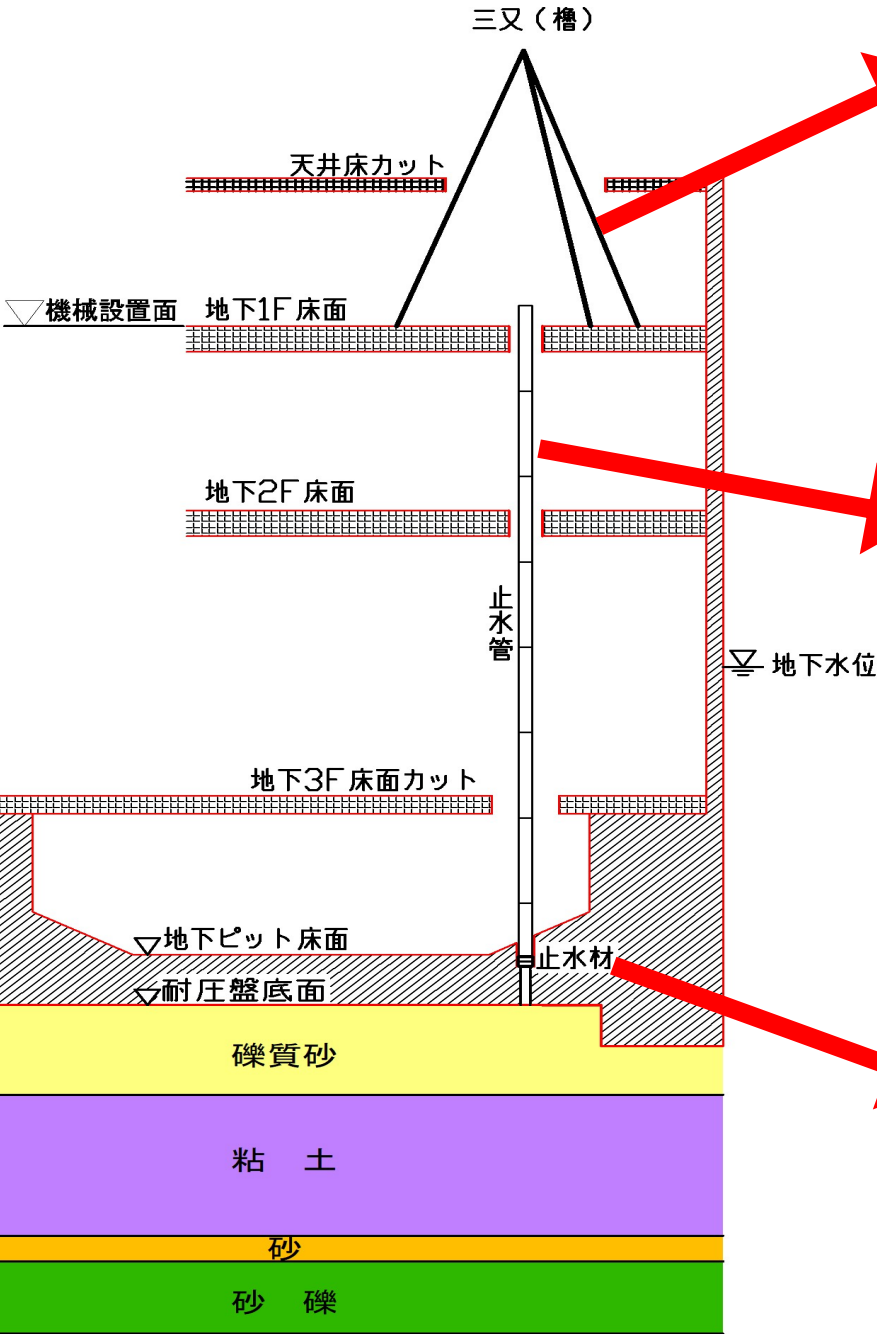 三又(櫓)
天井床カット
機械設置面
地下1F床面
地下2F床面
止水管
地下水位
地下3F床面カット
地下ピット床面
止水材
耐圧盤底面
礫質砂
粘 土
砂
砂 礫